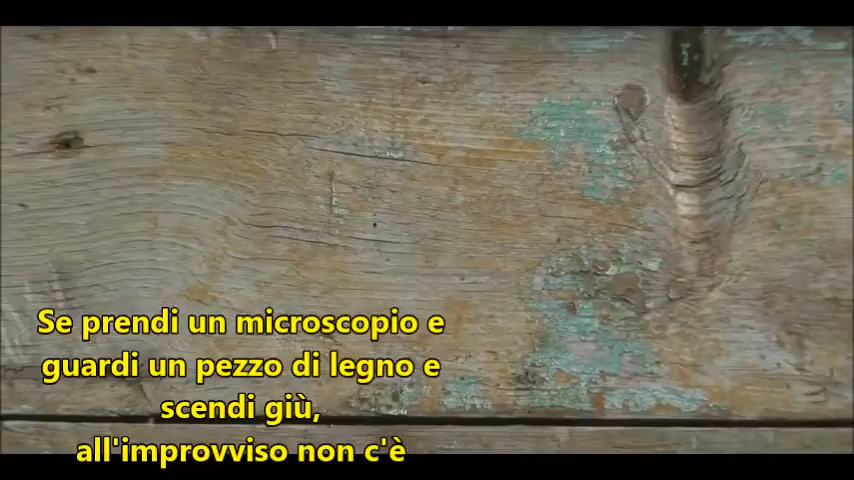 Se prendi un microscopio e
guardi un pezzo di legno e
scendi giù,
all'improvviso non c'è